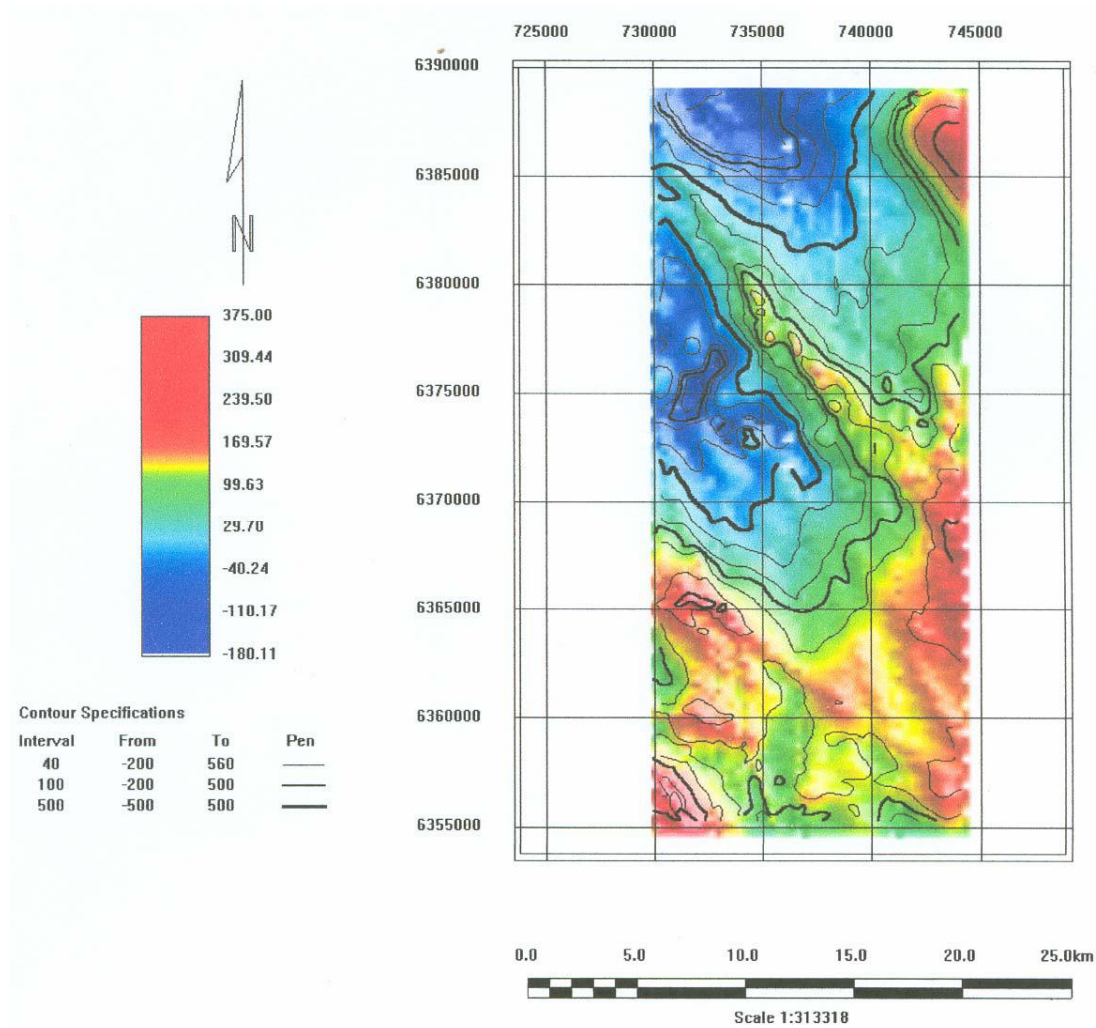 725000 730000 735000 740000 745000
6390000
6385000
6380000
6375000
6370000
6365000
6360000
6355000
N
375.00
309.44
239.50
169.57
99.63
29.70
-40.24
-110.17
-180.11
Contour Specifications
Interval From To Pen
40 -200 560
100 -200 500
500 -500 500
0.0 5.0 10.0 15.0 20.0 25.0km
Scale 1:313318